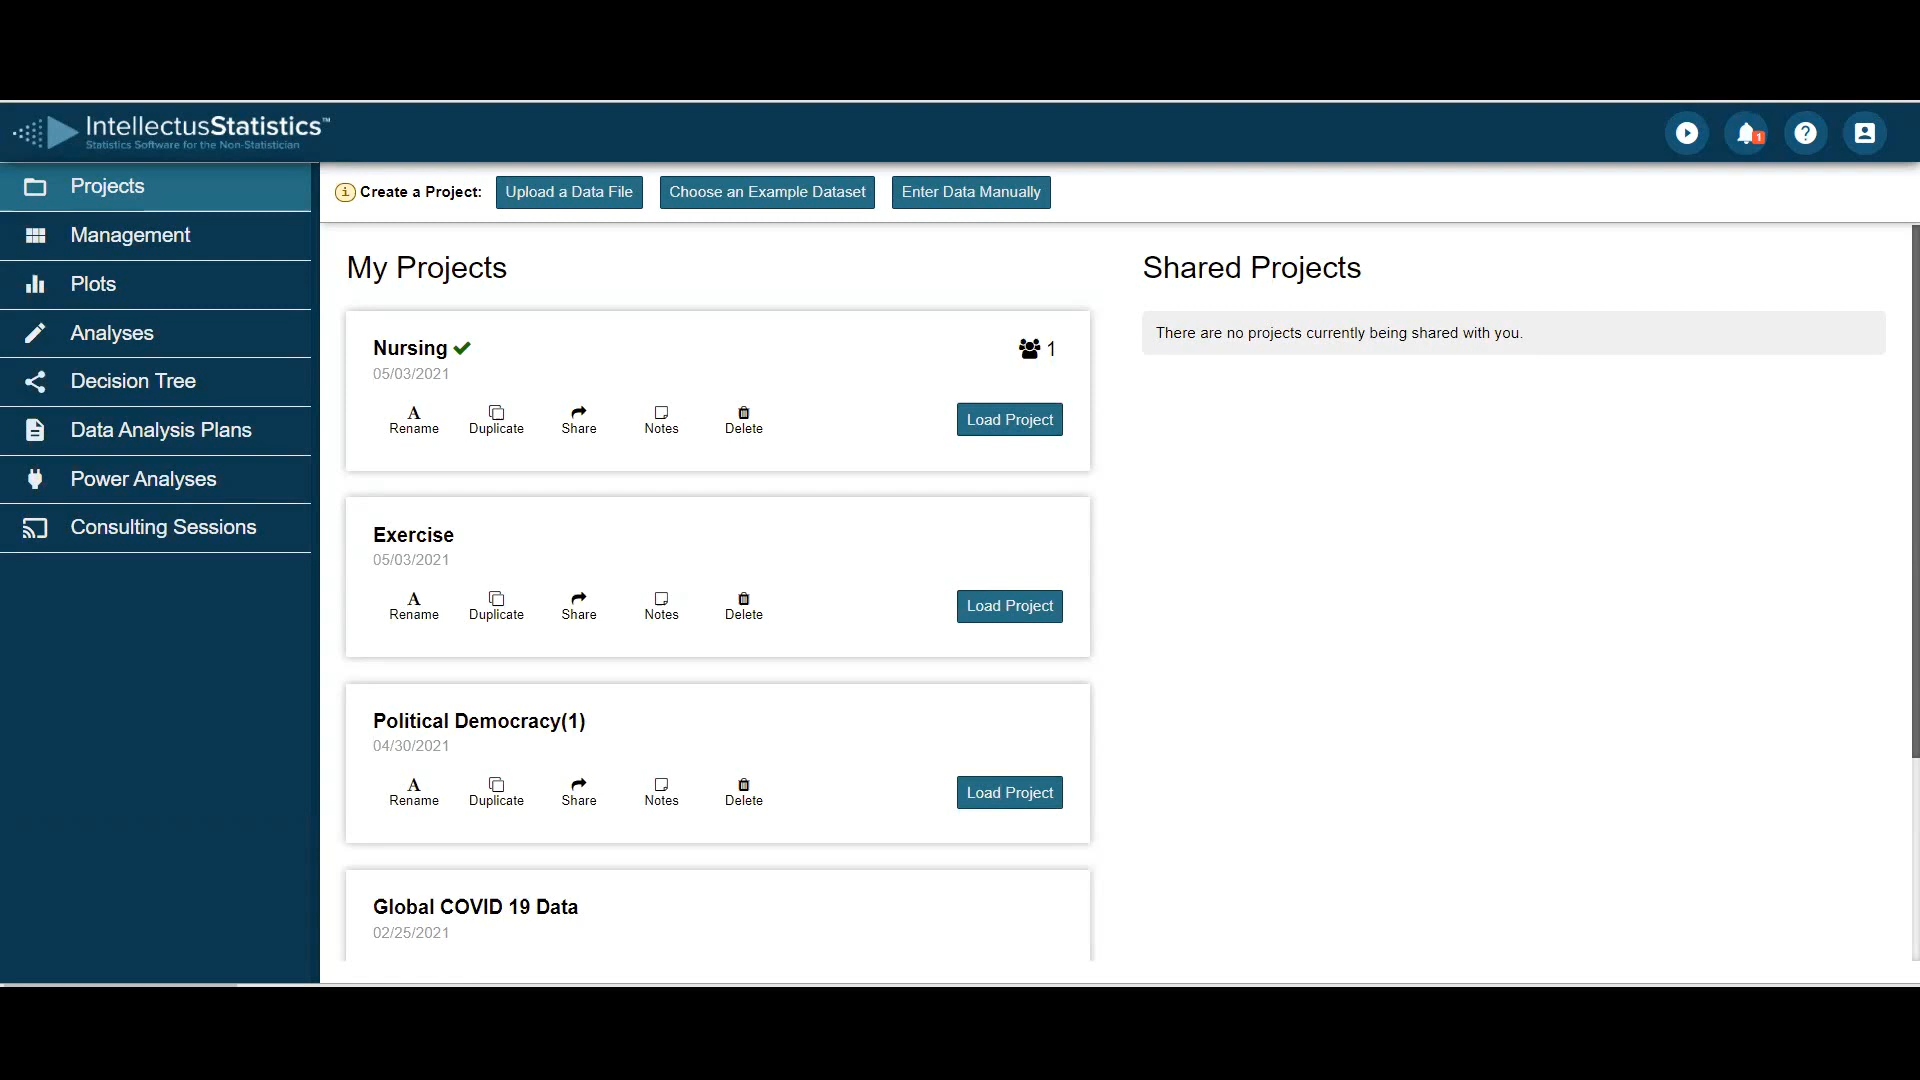 IntellectusStatistics™
Statistics Software for the Non-Statistician
1
Projects
Management
Plots
Analyses
Decision Tree
Data Analysis Plans
Power Analyses
Consulting Sessions
Create a Project: Upload a Data File Choose an Example Dataset Enter Data Manually
My Projects
Nursing 1
05/03/2021
Rename Duplicate Share Notes Delete Load Project
Exercise
05/03/2021
Rename Duplicate Share Notes Delete Load Project
Political Democracy(1)
04/30/2021
Rename Duplicate Share Notes Delete Load Project
Global COVID 19 Data
02/25/2021
Shared Projects
There are no projects currently being shared with you.